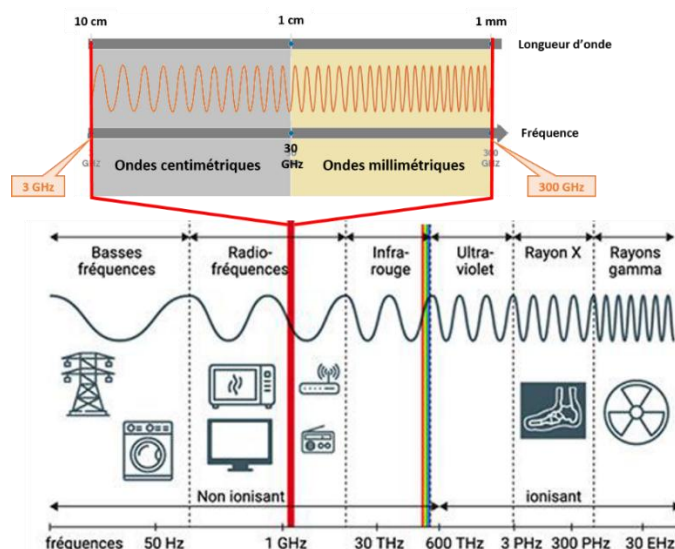 10 cm 1 cm 1 mm
Longueur d'onde
Fréquence
30
GHz GHz GHz
Ondes centimétriques Ondes millimétriques
3 GHz 300 GHz
Basses Radio- Infra- Ultra- Rayon X Rayons
fréquences fréquences rouge violet gamma
Non ionisant ionisant
fréquences 50 Hz 1 GHz 30 THz 600 THz 3 PHz 300 PHz 30 EHz